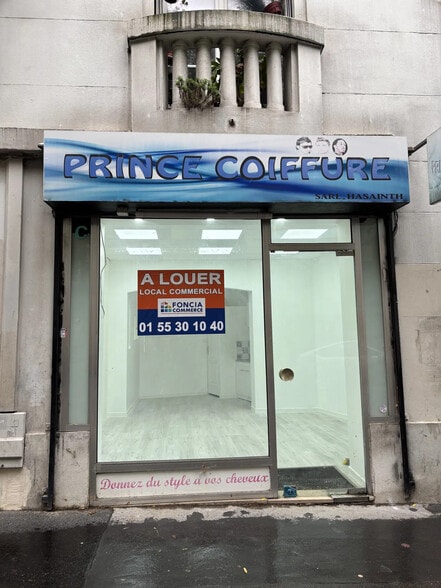 PRINCE COIFFURE
SARL. HASAINTH
A LOUER
LOCAL COMMERCIAL
FONCIA
COMMERCE
01 55 30 10 40
Donnez du style à vos cheveux